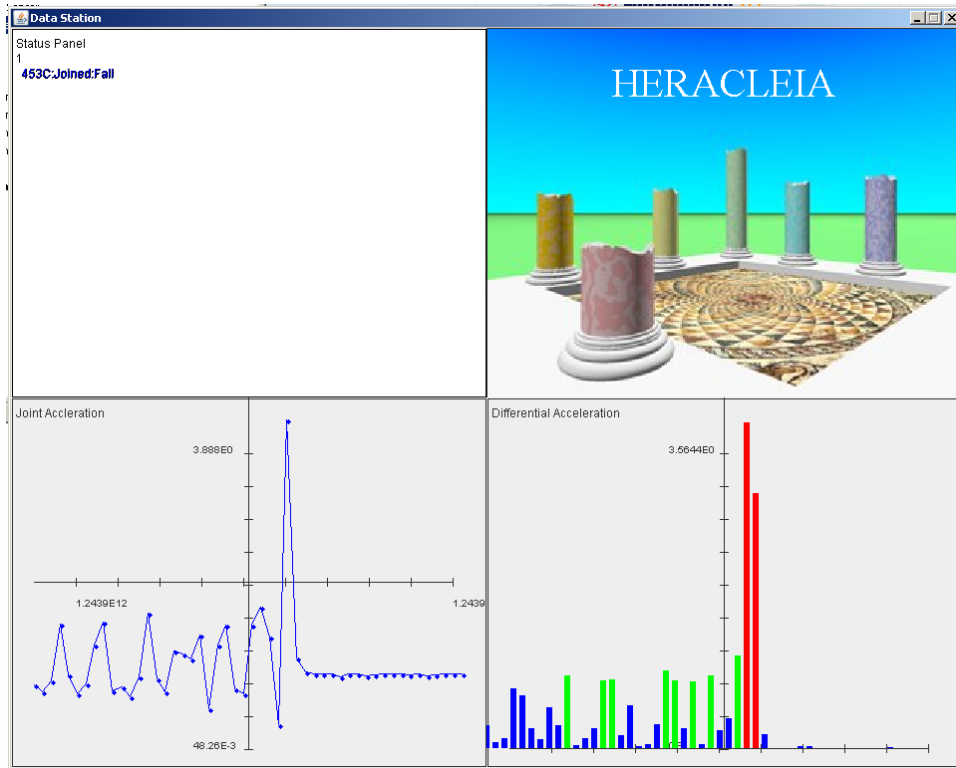 Data Station
Status Panel
1
453C:Joined:Fall
HERACLEIA
Joint Accleration
3.888E0
1.2439E12
1.2439
48.26E-3
Differential Acceleration
3.5644E0